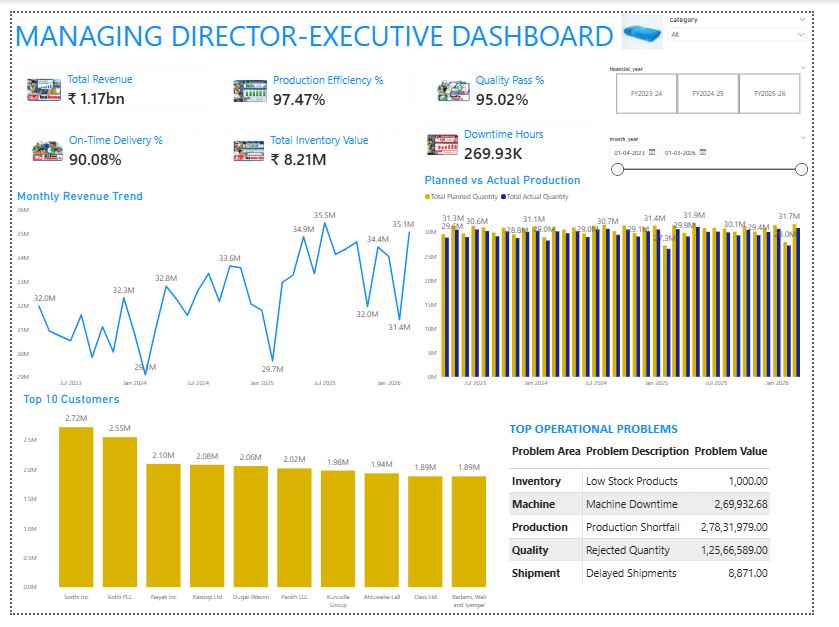 MANAGING DIRECTOR-EXECUTIVE DASHBOARD
category
All
Total Revenue
₹ 1.17bn
Production Efficiency %
97.47%
Quality Pass %
95.02%
financial_year
FY2023-24 FY2024-25 FY2025-26
On-Time Delivery %
90.08%
Total Inventory Value
₹ 8.21M
Downtime Hours
269.93K
month_year
01-04-2023 01-03-2026
Monthly Revenue Trend
36M
35M
34M
33M
32M
31M
30M
29M
32.0M
32.3M
29.1M
32.8M
33.6M
29.7M
34.9M
35.5M
32.0M
34.4M
31.4M
35.1M
Jul 2023 Jan 2024 Jul 2024 Jan 2025 Jul 2025 Jan 2026
Planned vs Actual Production
Total Planned Quantity Total Actual Quantity
30M
25M
20M
15M
10M
5M
0M
31.3M 30.6M 31.1M 30.7M 31.4M 31.9M 30.1M 31.7M
Jul 2023 Jan 2024 Jul 2024 Jan 2025 Jul 2025 Jan 2026
Top 10 Customers
2.5M
2.0M
1.5M
1.0M
0.5M
0.0M
2.72M 2.55M 2.10M 2.08M 2.06M 2.02M 1.98M 1.94M 1.89M 1.89M
Sodhi Inc Kohli PLC Nayak Inc Rastogi Ltd Dugal-Wason Parikh LLC Kuruvilla Ahluwalia-Lall Dass Ltd Badami, Wali
Group and Iyengar
TOP OPERATIONAL PROBLEMS
Problem Area Problem Description Problem Value
Inventory Low Stock Products 1,000.00
Machine Machine Downtime 2,69,932.68
Production Production Shortfall 2,78,31,979.00
Quality Rejected Quantity 1,25,66,589.00
Shipment Delayed Shipments 8,871.00